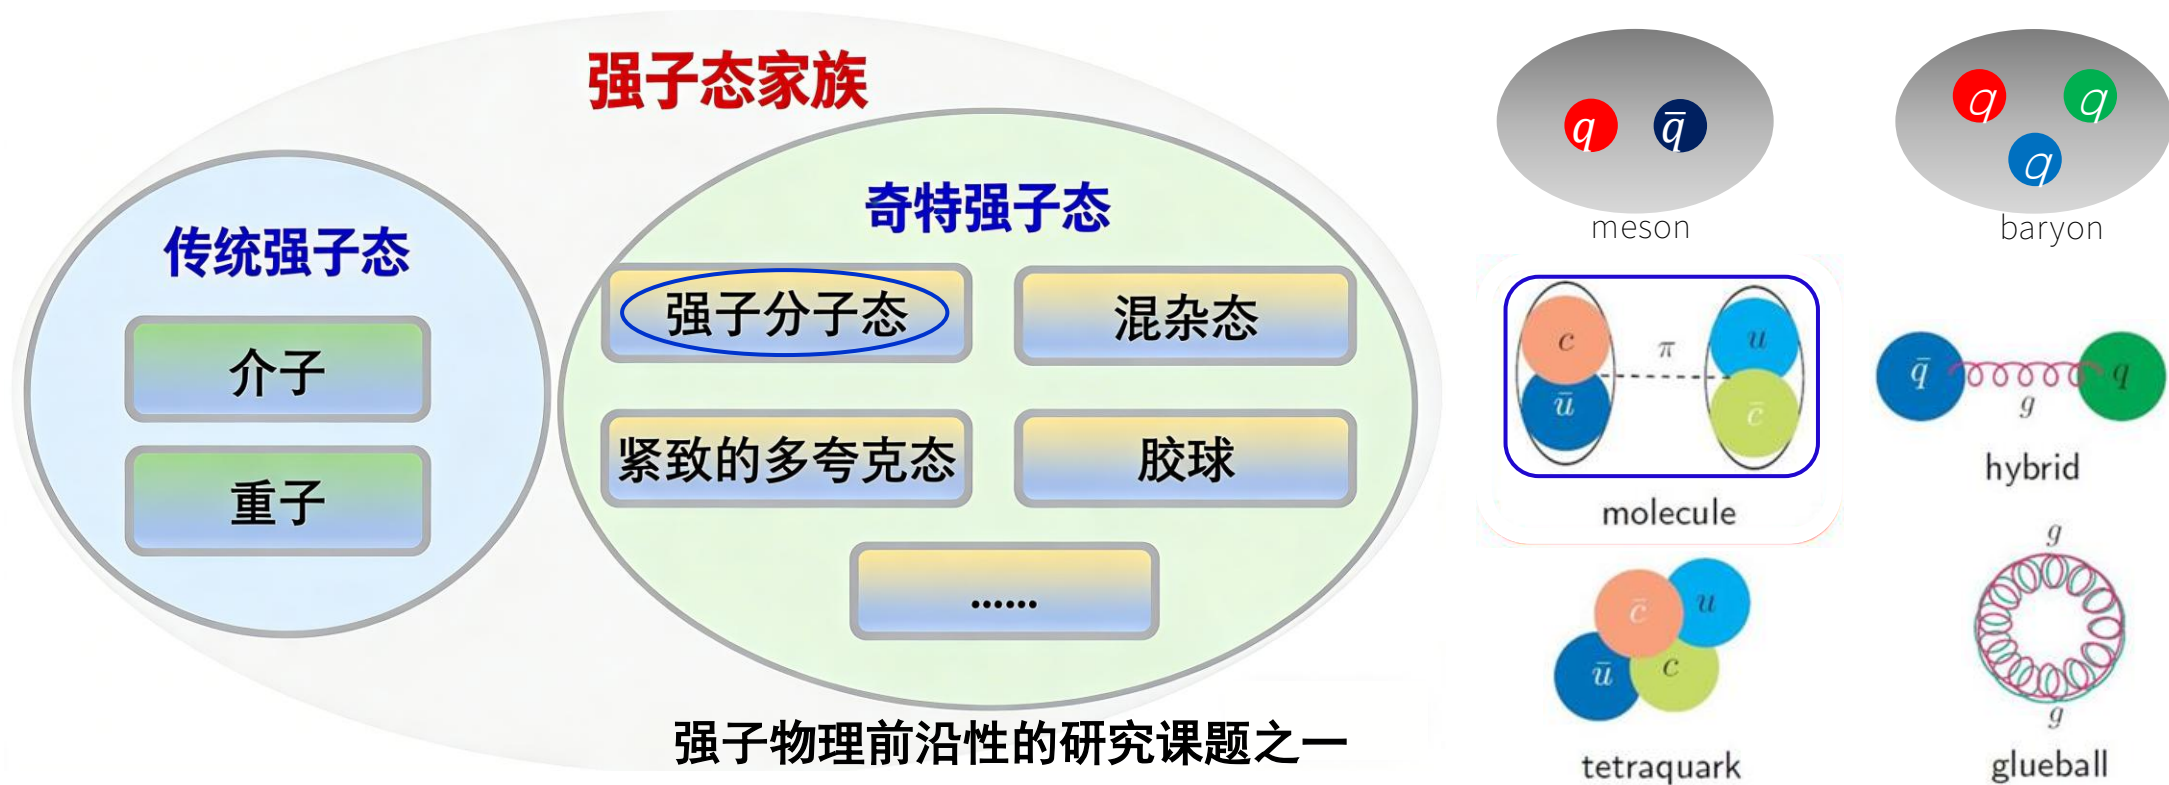 强子态家族
传统强子态
介子
重子
奇特强子态
强子分子态
混杂态
紧致的多夸克态
胶球
......
强子物理前沿性的研究课题之一
q q̄
meson
q q
q
baryon
c π u
ū c̄
molecule
q̄ q
g
hybrid
c̄ u
ū c
tetraquark
g
g
glueball